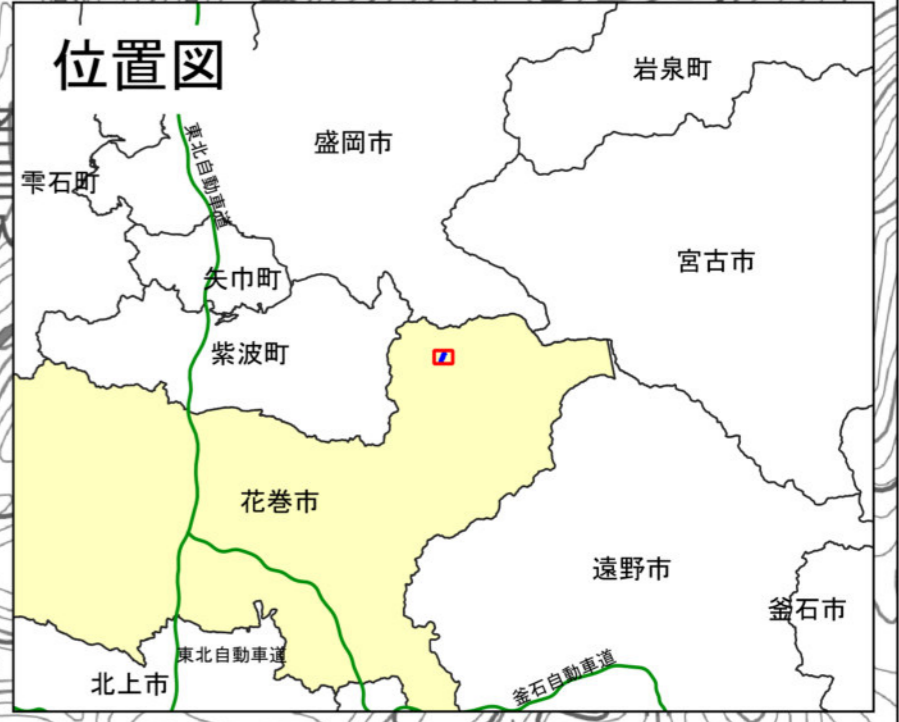 位置図
岩泉町
盛岡市
東北自動車道
雫石町
宮古市
矢巾町
紫波町
花巻市
遠野市
釜石市
東北自動車道
北上市
釜石自動車道